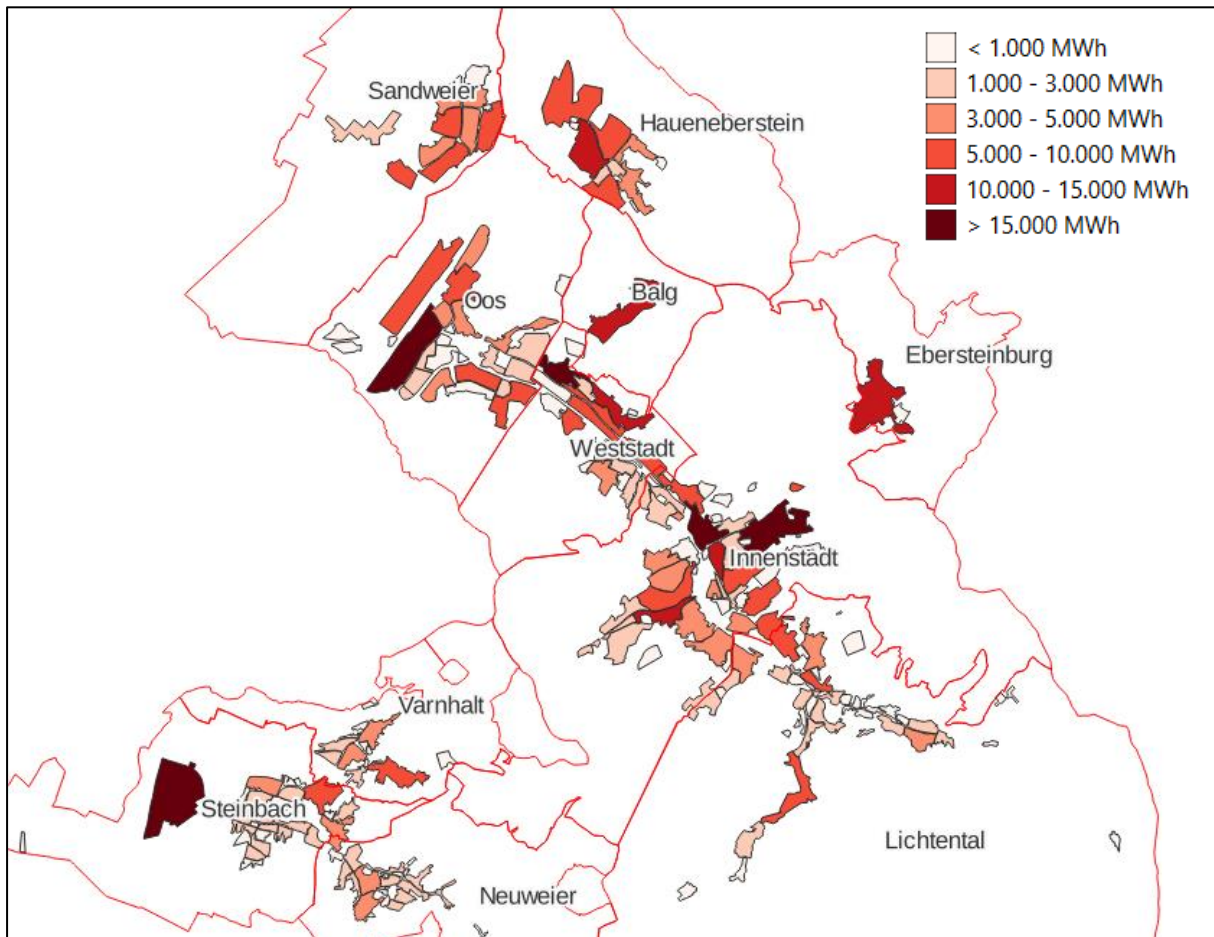 < 1.000 MWh
1.000 - 3.000 MWh
3.000 - 5.000 MWh
5.000 - 10.000 MWh
10.000 - 15.000 MWh
> 15.000 MWh
Sandweier
Haueneberstein
Oos
Balg
Ebersteinburg
Weststadt
Innenstadt
Varnhalt
Steinbach
Lichtental
Neuweier